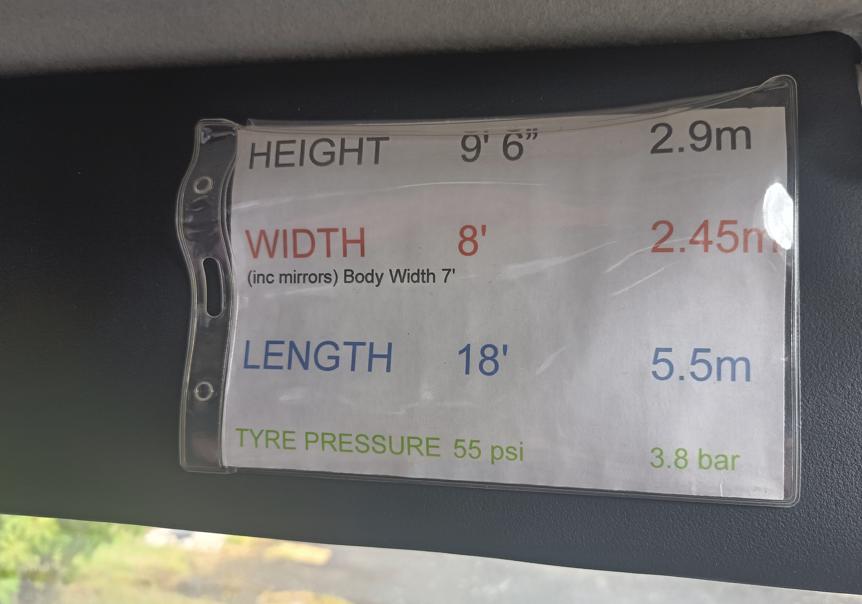 HEIGHT 9' 6” 2.9m
WIDTH 8' 2.45m
(inc mirrors) Body Width 7'
LENGTH 18' 5.5m
TYRE PRESSURE 55 psi 3.8 bar